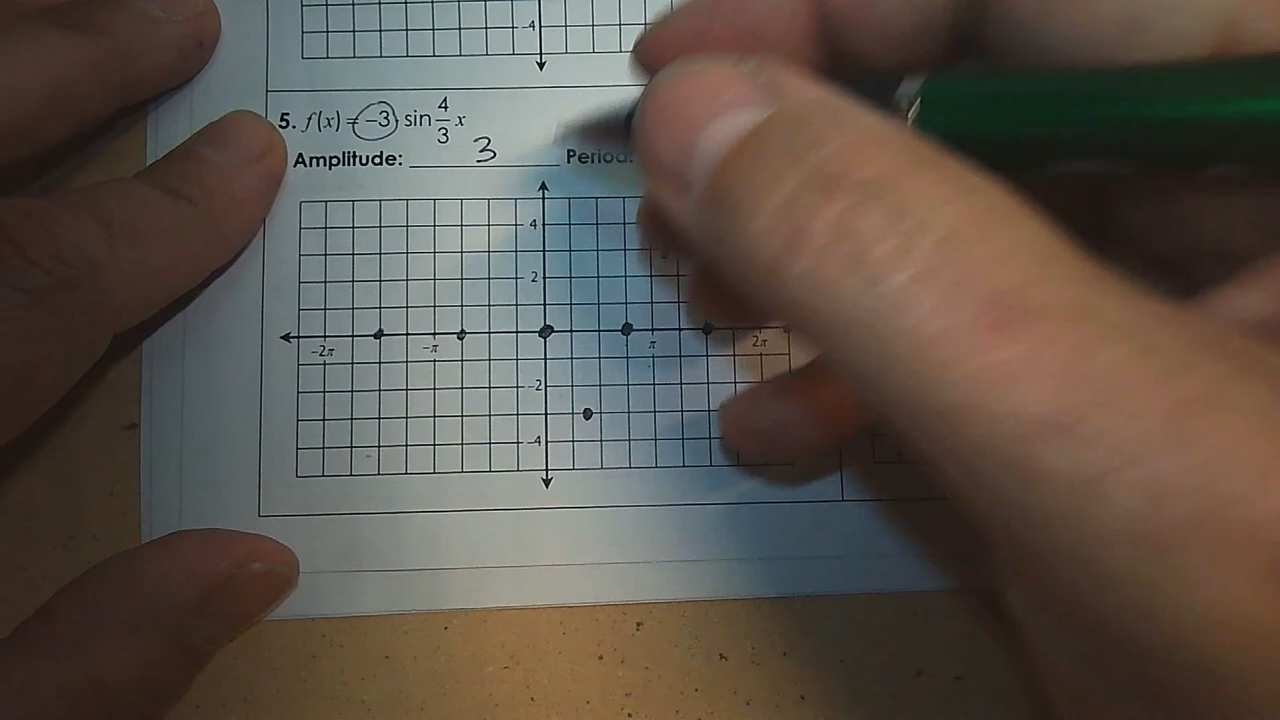 -4
5. f(x) = -3 sin 4/3 x
Amplitude: 3 Period:
4
2
-2π -π π 2π
-2
-4